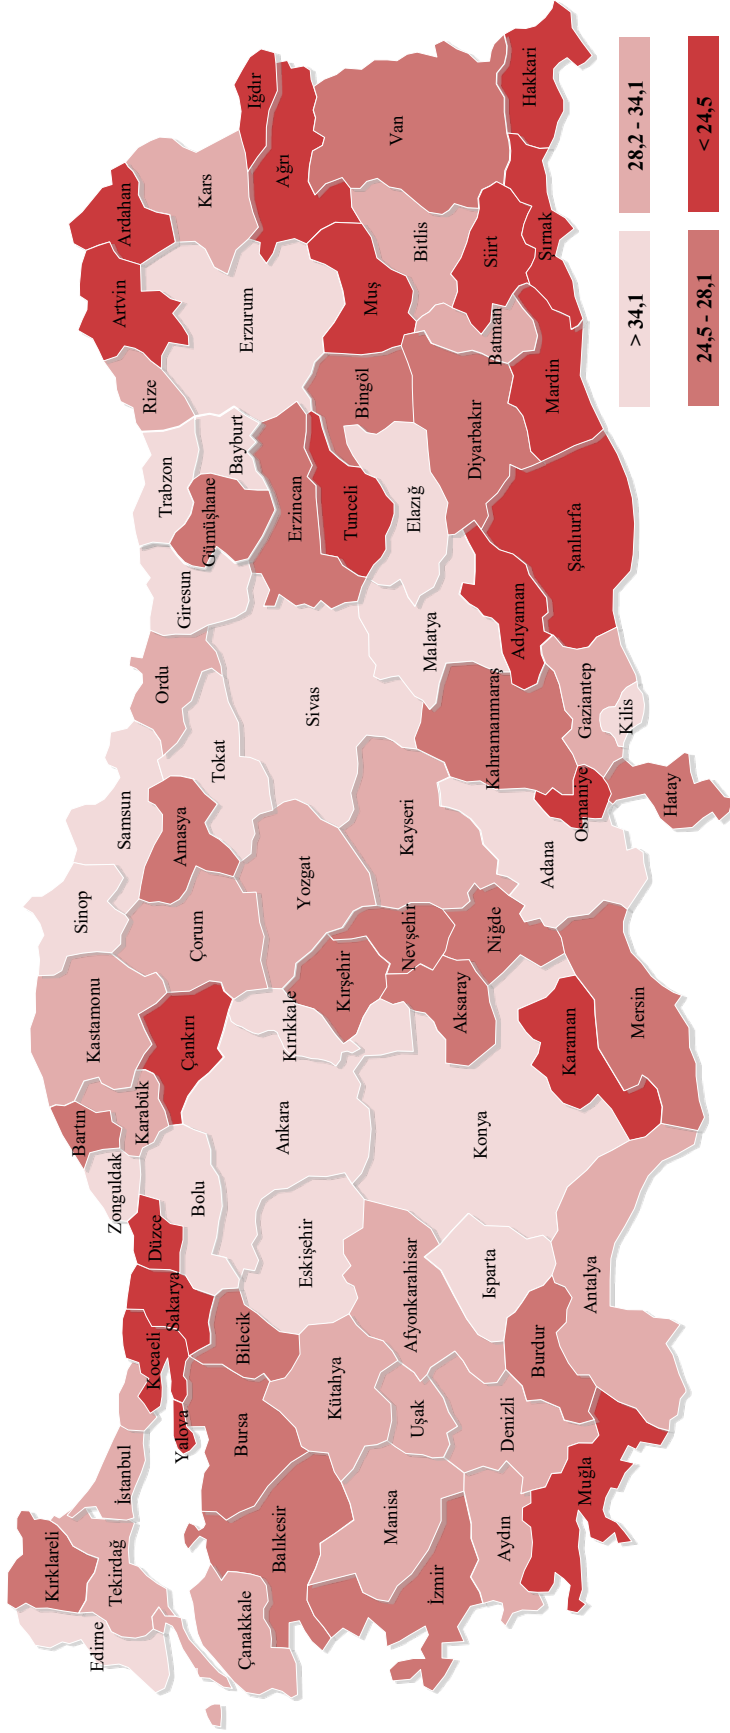 Edirne
Kırklareli
Tekirdağ
İstanbul
Çanakkale
Balıkesir
Bursa
Yalova
Kocaeli
Sakarya
Düzce
Bilecik
Bolu
Zonguldak
Bartın
Karabük
Kastamonu
Çankırı
Sinop
Çorum
Samsun
Amasya
Tokat
Ordu
Giresun
Trabzon
Gümüşhane
Bayburt
Rize
Artvin
Ardahan
Kars
Iğdır
Ağrı
Erzurum
Erzincan
Tunceli
Bingöl
Muş
Van
Bitlis
Hakkari
Siirt
Şırnak
Batman
Mardin
Diyarbakır
Elazığ
Malatya
Sivas
Yozgat
Kayseri
Kırşehir
Nevşehir
Kırıkkale
Ankara
Eskişehir
Kütahya
Manisa
İzmir
Uşak
Afyonkarahisar
Konya
Aksaray
Niğde
Isparta
Denizli
Aydın
Muğla
Burdur
Antalya
Karaman
Mersin
Adana
Osmaniye
Hatay
Kahramanmaraş
Gaziantep
Kilis
Adıyaman
Şanlıurfa
> 34,1
28,2 - 34,1
24,5 - 28,1
< 24,5